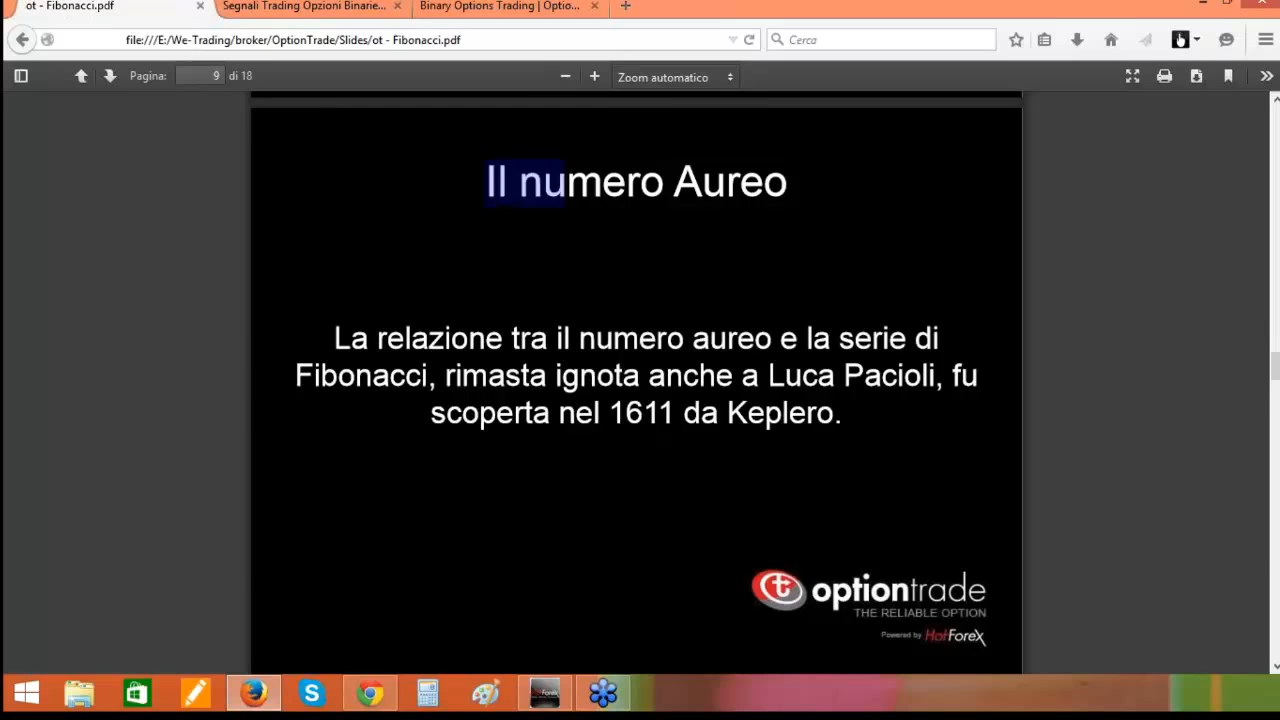 ot - Fibonacci.pdf
Segnali Trading Opzioni Binarie...
Binary Options Trading | Optio...
file:///E:/We-Trading/broker/OptionTrade/Slides/ot - Fibonacci.pdf
Cerca
Pagina:
9
di 18
Zoom automatico
Il numero Aureo
La relazione tra il numero aureo e la serie di
Fibonacci, rimasta ignota anche a Luca Pacioli, fu
scoperta nel 1611 da Keplero.
optiontrade
THE RELIABLE OPTION
Powered by HotForex
HotForex